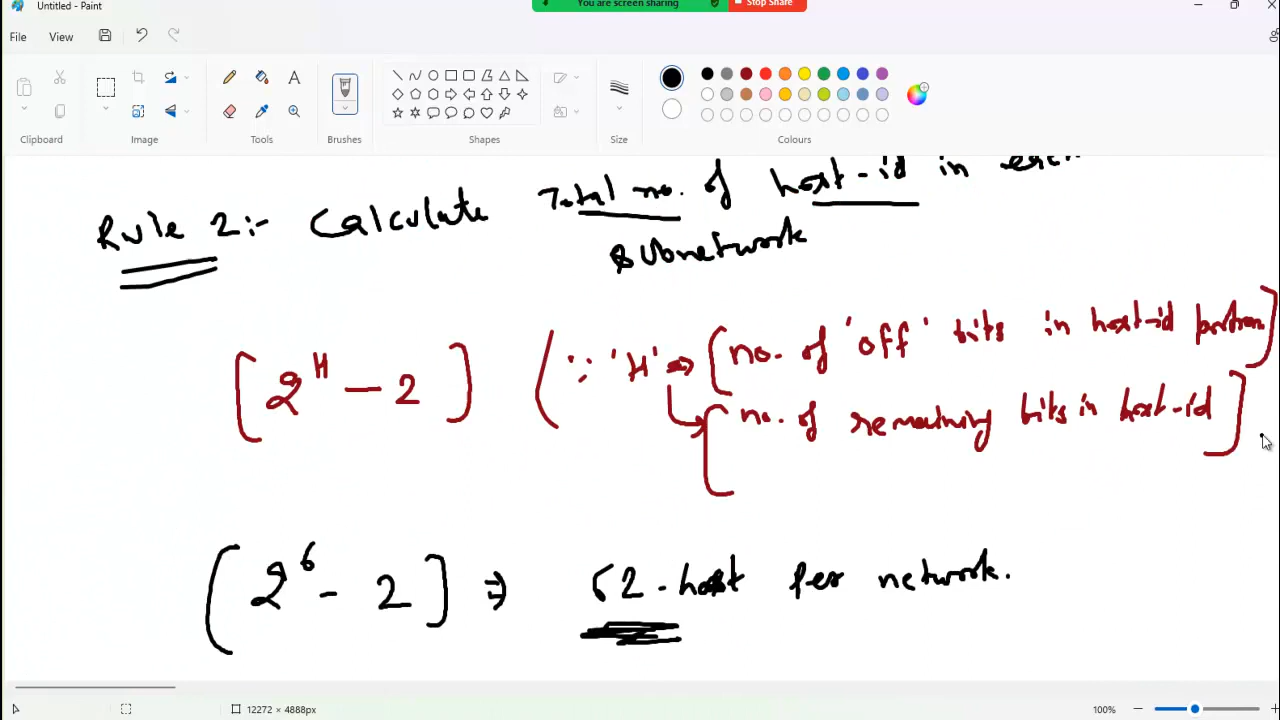 Untitled - Paint
You are screen sharing
Stop Share
File View
Clipboard
Image
Tools
Brushes
Shapes
Size
Colours
Rule 2:- Calculate Total no. of host-id in each
Subnetwork
[2^H - 2] (∵ 'H' => [no. of 'off' bits in host-id portion]
[no. of remaining bits in host-id]
[2^6 - 2] => 62 - host per network.
12272 × 4888px
100%